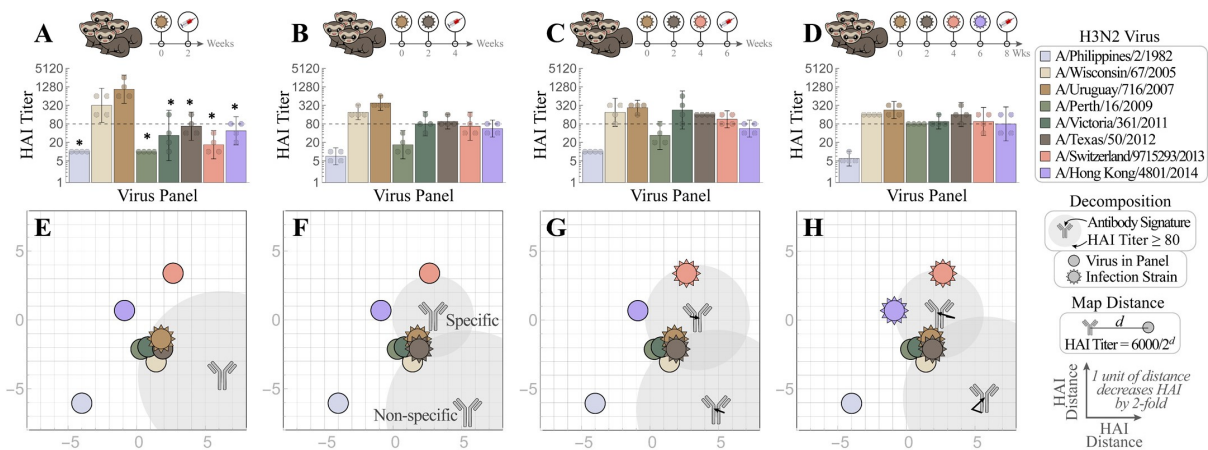 A
0
2
Weeks
B
0
2
4
Weeks
C
0
2
4
6
Weeks
D
0
2
4
6
8 Wks
HAI Titer
5120
1280
320
80
20
5
1
* * * * * *
Virus Panel
HAI Titer
5120
1280
320
80
20
5
1
Virus Panel
HAI Titer
5120
1280
320
80
20
5
1
Virus Panel
HAI Titer
5120
1280
320
80
20
5
1
Virus Panel
H3N2 Virus
A/Philippines/2/1982
A/Wisconsin/67/2005
A/Uruguay/716/2007
A/Perth/16/2009
A/Victoria/361/2011
A/Texas/50/2012
A/Switzerland/9715293/2013
A/Hong Kong/4801/2014
E
5
0
−5
−5
0
5
F
5
0
−5
Specific
Non-specific
−5
0
5
G
5
0
−5
−5
0
5
H
5
0
−5
−5
0
5
Decomposition
Antibody Signature
HAI Titer ≥ 80
Virus in Panel
Infection Strain
Map Distance
d
HAI Titer = 6000/2^d
HAI
Distance
1 unit of distance
decreases HAI
by 2-fold
HAI
Distance